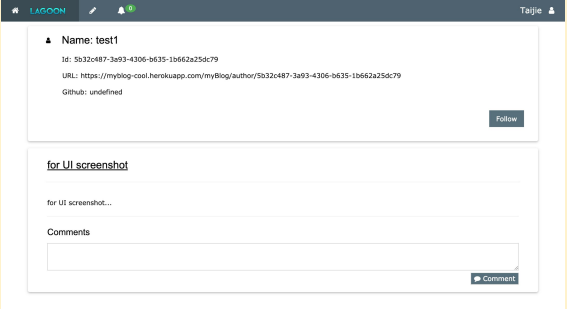 LAGOON 0 Taijie
Name: test1
Id: 5b32c487-3a93-4306-b635-1b662a25dc79
URL: https://myblog-cool.herokuapp.com/myBlog/author/5b32c487-3a93-4306-b635-1b662a25dc79
Github: undefined
Follow
for UI screenshot
for UI screenshot...
Comments
Comment